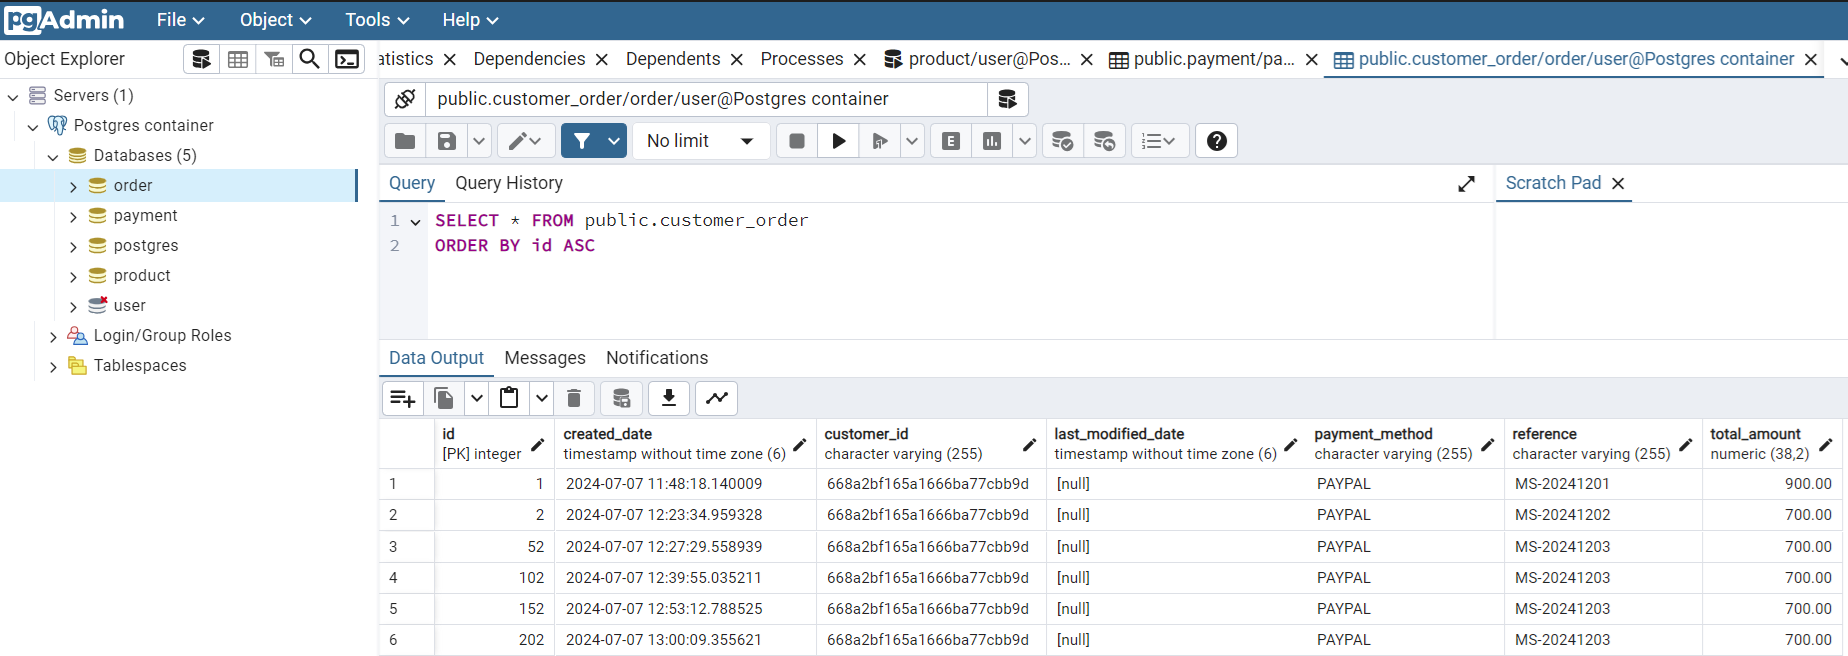 pgAdmin File Object Tools Help
Object Explorer
atistics Dependencies Dependents Processes product/user@Pos... public.payment/pa... public.customer_order/order/user@Postgres container
Servers (1)
Postgres container
Databases (5)
order
payment
postgres
product
user
Login/Group Roles
Tablespaces
public.customer_order/order/user@Postgres container
No limit
E
Query Query History
Scratch Pad
1 SELECT * FROM public.customer_order
2 ORDER BY id ASC
Data Output Messages Notifications
id created_date customer_id last_modified_date payment_method reference total_amount
[PK] integer timestamp without time zone (6) character varying (255) timestamp without time zone (6) character varying (255) character varying (255) numeric (38,2)
1 1 2024-07-07 11:48:18.140009 668a2bf165a1666ba77cbb9d [null] PAYPAL MS-20241201 900.00
2 2 2024-07-07 12:23:34.959328 668a2bf165a1666ba77cbb9d [null] PAYPAL MS-20241202 700.00
3 52 2024-07-07 12:27:29.558939 668a2bf165a1666ba77cbb9d [null] PAYPAL MS-20241203 700.00
4 102 2024-07-07 12:39:55.035211 668a2bf165a1666ba77cbb9d [null] PAYPAL MS-20241203 700.00
5 152 2024-07-07 12:53:12.788525 668a2bf165a1666ba77cbb9d [null] PAYPAL MS-20241203 700.00
6 202 2024-07-07 13:00:09.355621 668a2bf165a1666ba77cbb9d [null] PAYPAL MS-20241203 700.00